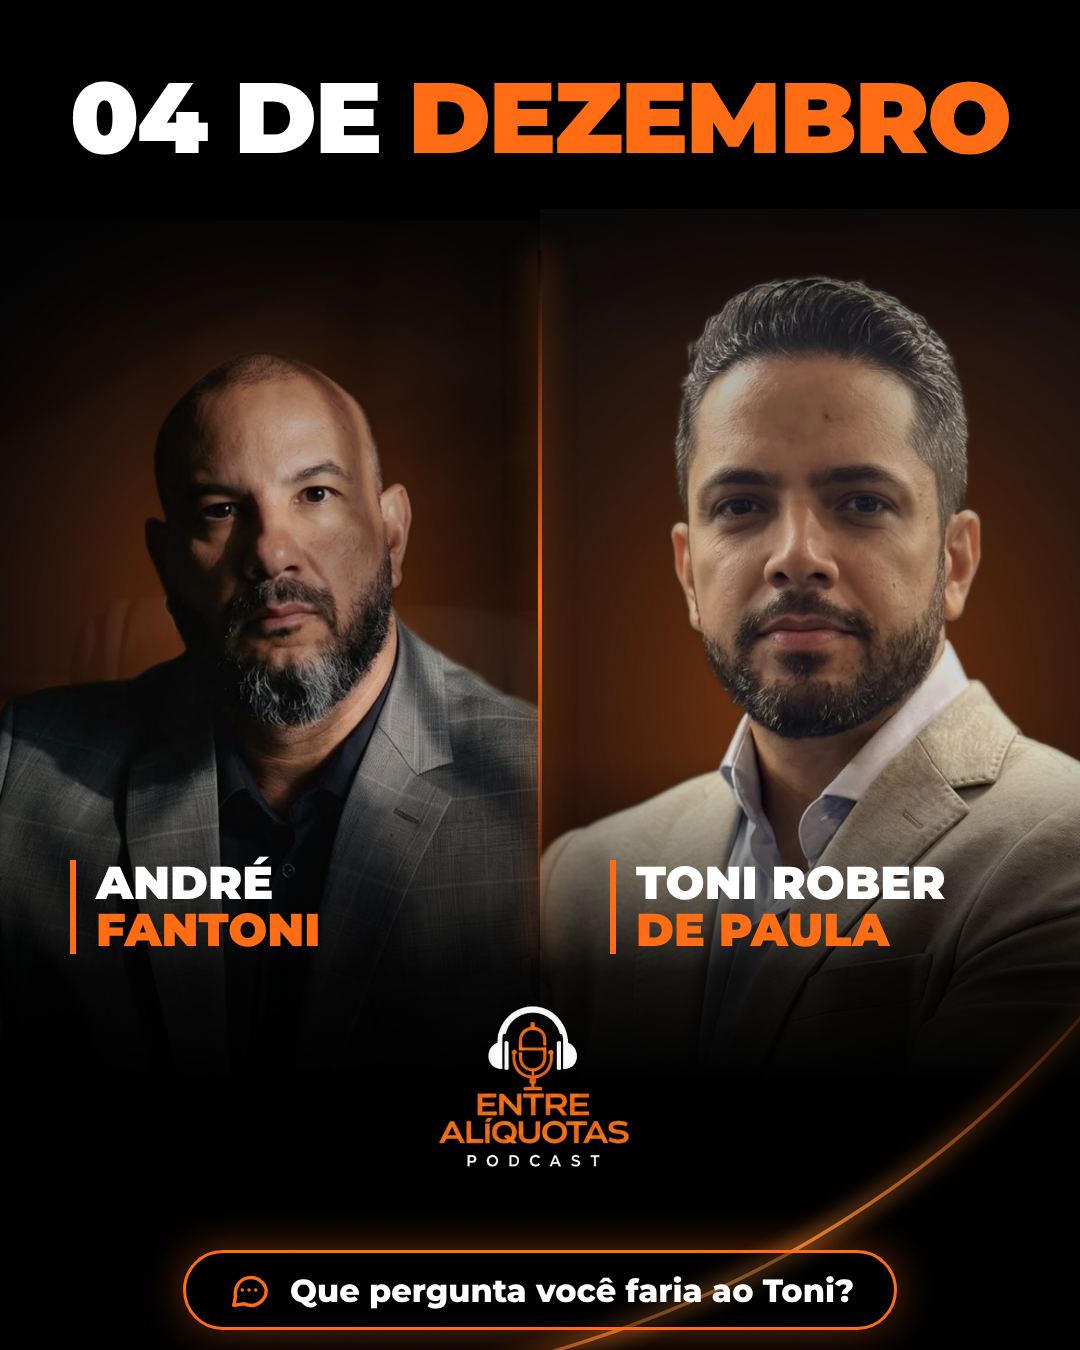 04 DE DEZEMBRO
ANDRÉ
FANTONI
TONI ROBER
DE PAULA
ENTRE
ALÍQUOTAS
PODCAST
Que pergunta você faria ao Toni?